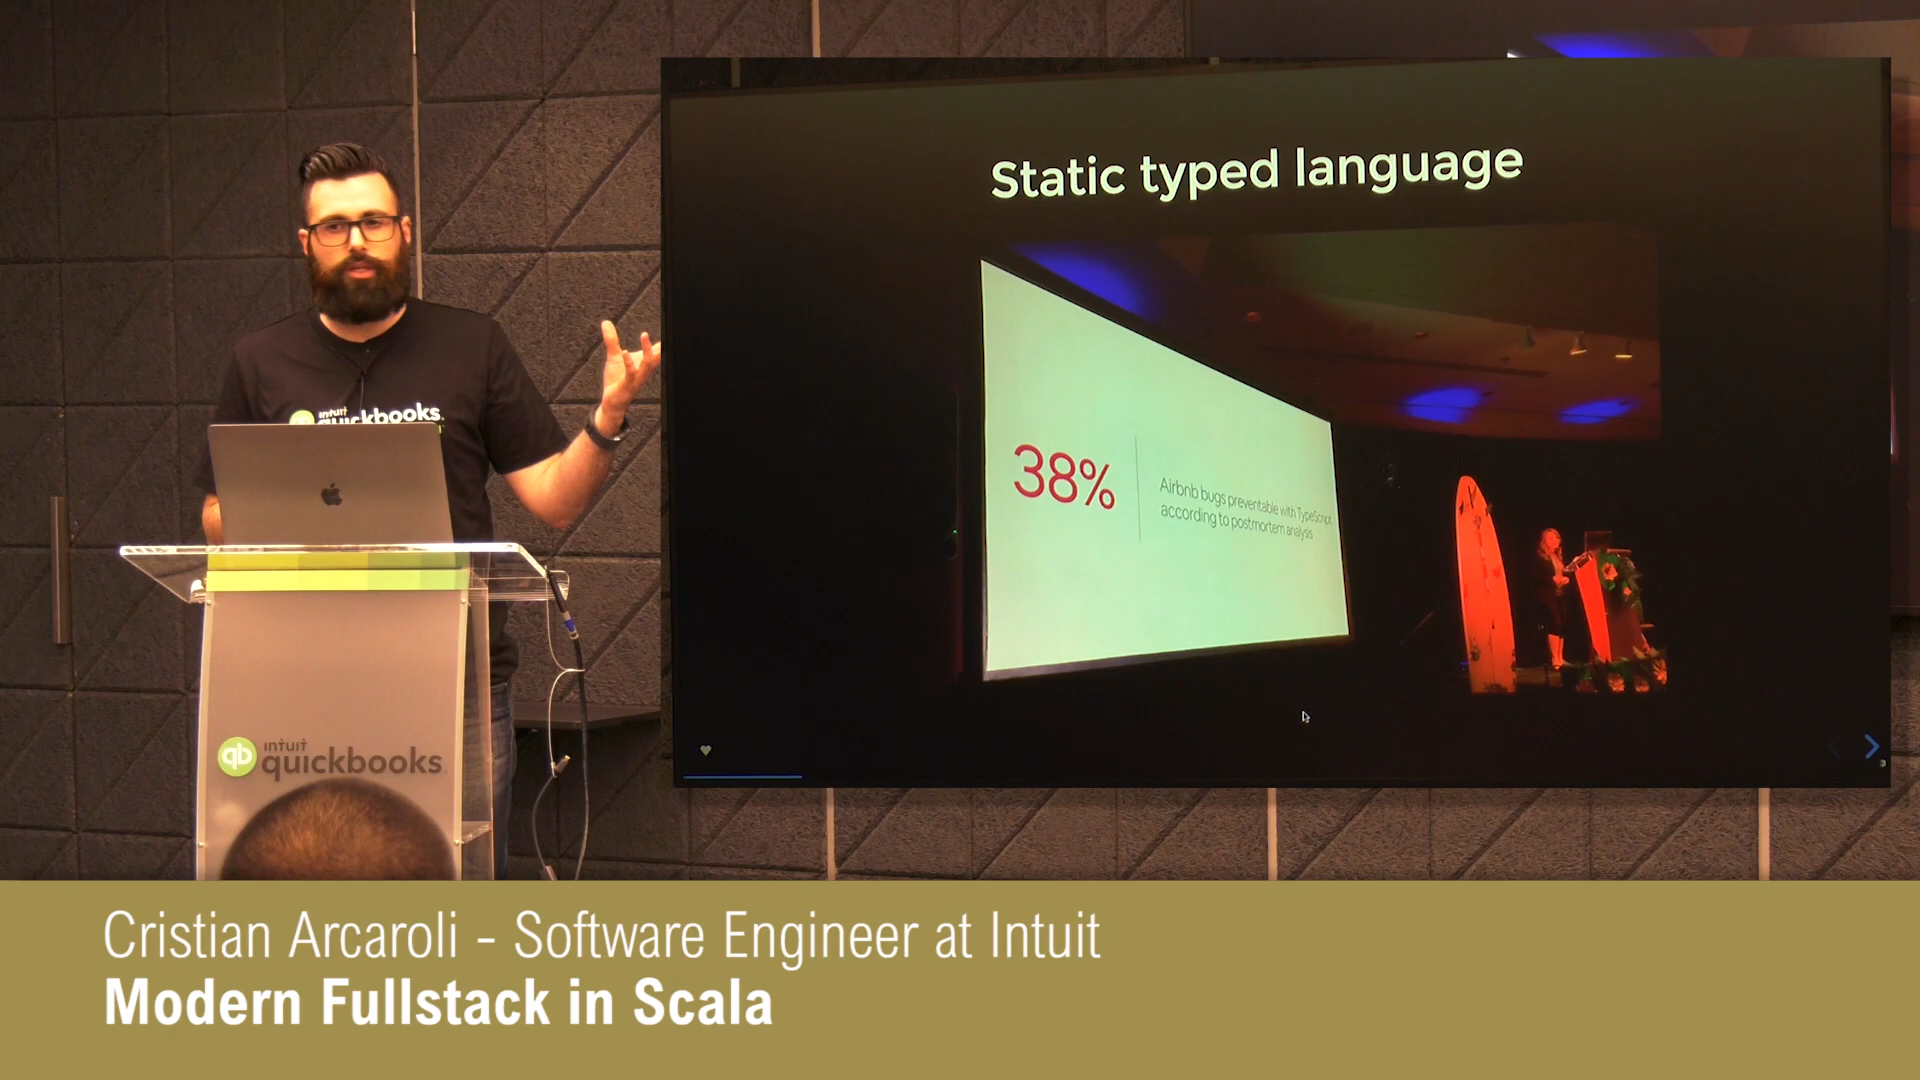 Static typed language
38%
Airbnb bugs preventable with TypeScript
according to postmortem analysis
intuit
quickbooks.
intuit
qb quickbooks
Cristian Arcaroli - Software Engineer at Intuit
Modern Fullstack in Scala